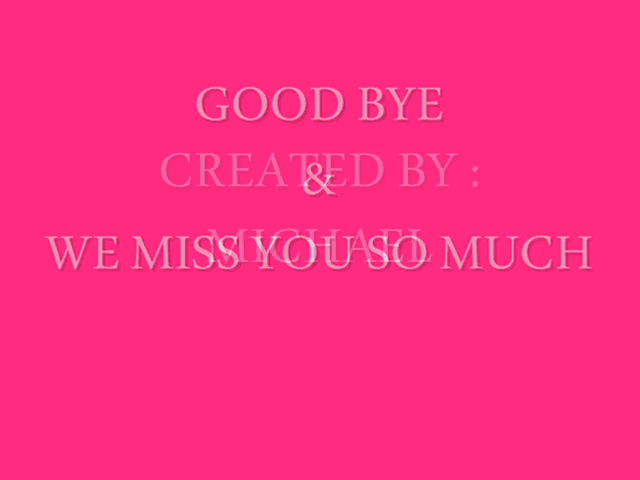 GOOD BYE
CREATED BY :
&
WE MISS YOU SO MUCH
MICHAEL